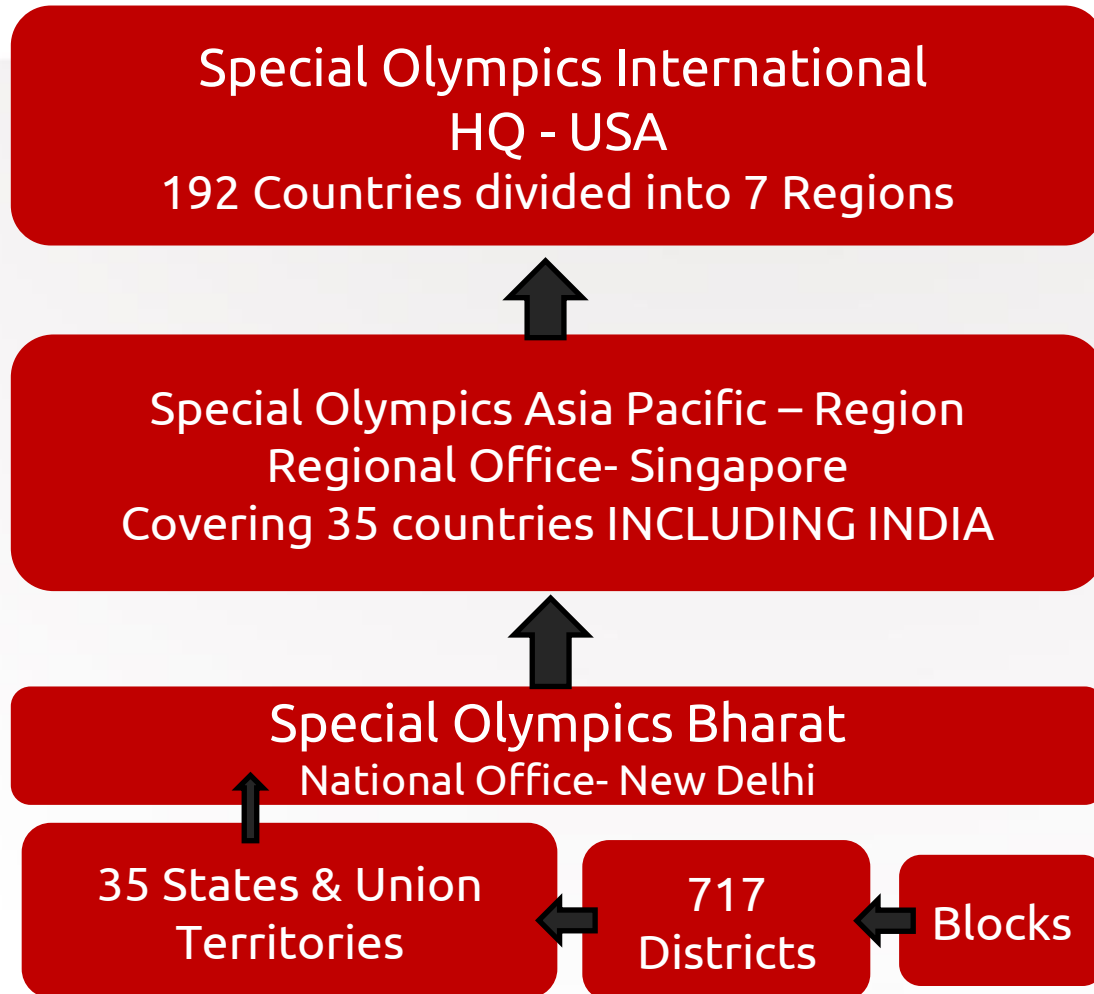 Special Olympics International
HQ - USA
192 Countries divided into 7 Regions
Special Olympics Asia Pacific – Region
Regional Office- Singapore
Covering 35 countries INCLUDING INDIA
Special Olympics Bharat
National Office- New Delhi
35 States & Union
Territories
717
Districts
Blocks